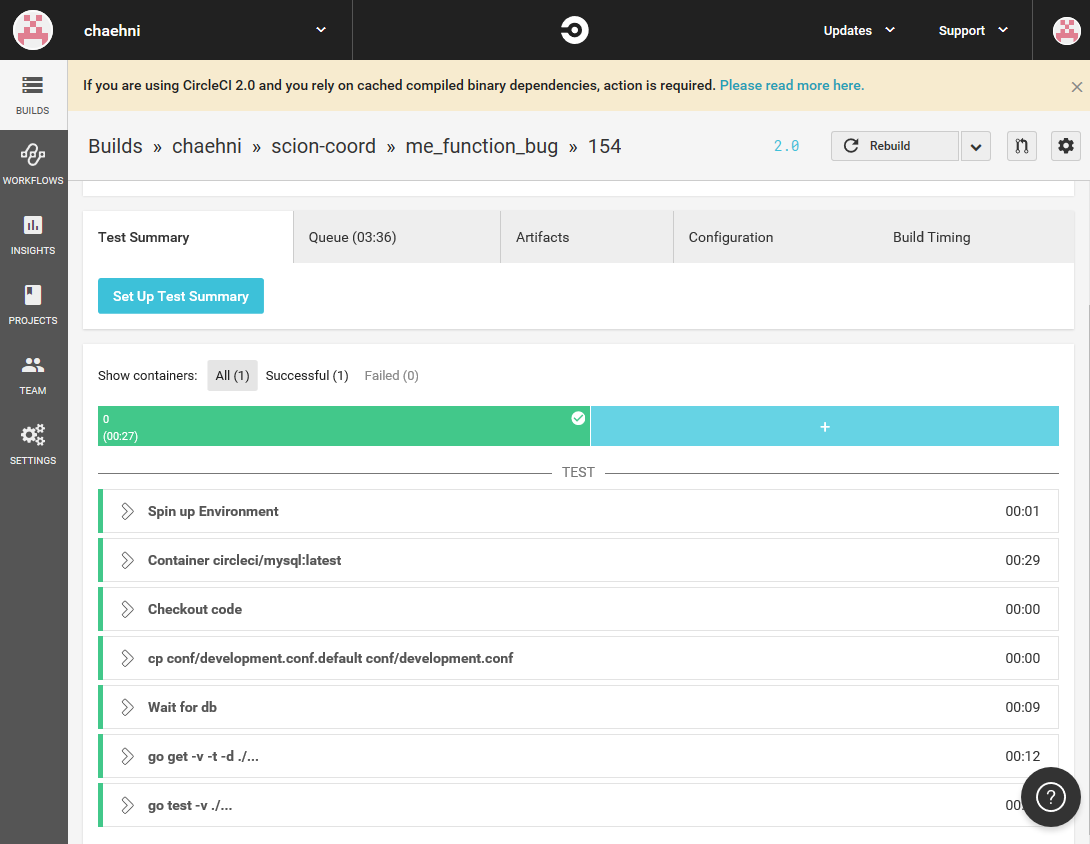 chaehni
Updates
Support
BUILDS
WORKFLOWS
INSIGHTS
PROJECTS
TEAM
SETTINGS
If you are using CircleCI 2.0 and you rely on cached compiled binary dependencies, action is required. Please read more here.
Builds » chaehni » scion-coord » me_function_bug » 154
2.0
Rebuild
Test Summary
Queue (03:36)
Artifacts
Configuration
Build Timing
Set Up Test Summary
Show containers: All (1) Successful (1) Failed (0)
0
(00:27)
+
TEST
Spin up Environment 00:01
Container circleci/mysql:latest 00:29
Checkout code 00:00
cp conf/development.conf.default conf/development.conf 00:00
Wait for db 00:09
go get -v -t -d ./... 00:12
go test -v ./...
?